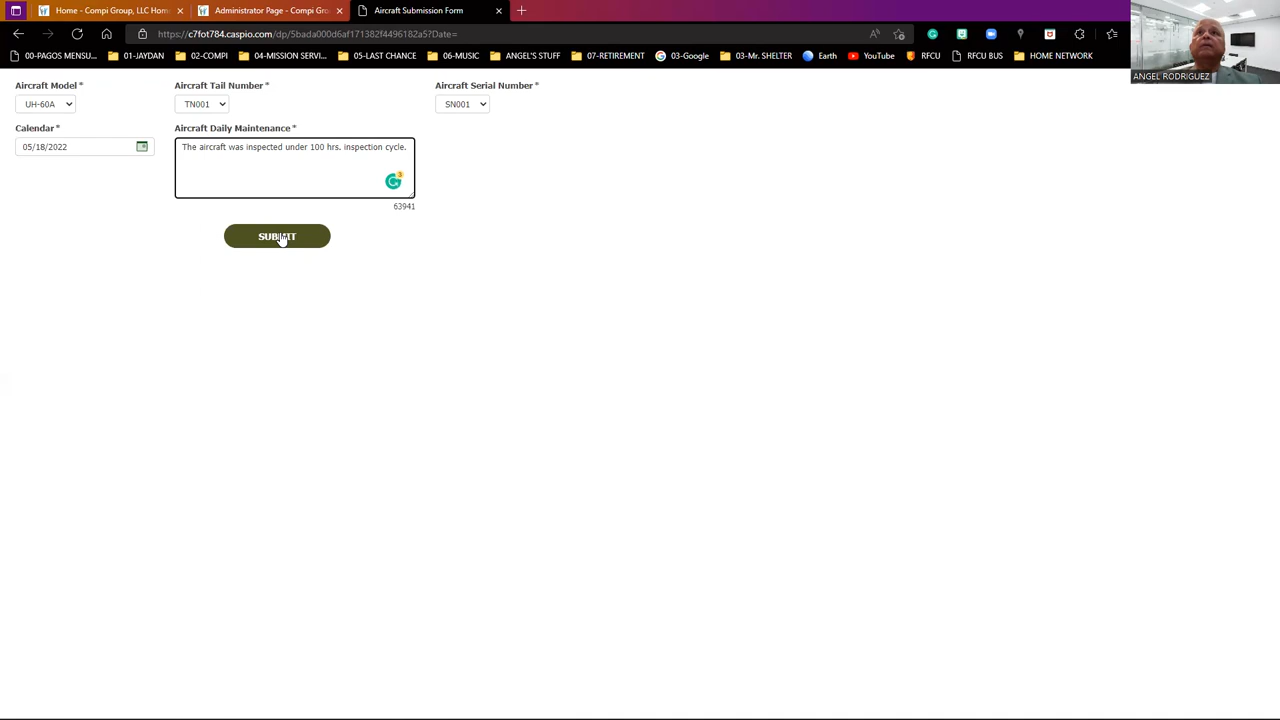 Home - Compi Group, LLC Hom
Administrator Page - Compi Gro
Aircraft Submission Form
https://c7fot784.caspio.com/dp/5bada000d6af171382f4496182a5?Date=
00-PAGOS MENSU... 01-JAYDAN 02-COMPI 04-MISSION SERVI... 05-LAST CHANCE 06-MUSIC ANGEL'S STUFF 07-RETIREMENT 03-Google 03-Mr. SHELTER Earth YouTube RFCU RFCU BUS HOME NETWORK
ANGEL RODRIGUEZ
Aircraft Model * Aircraft Tail Number * Aircraft Serial Number *
UH-60A TN001 SN001
Calendar * Aircraft Daily Maintenance *
05/18/2022 The aircraft was inspected under 100 hrs. inspection cycle.
3
63941
SUBMIT